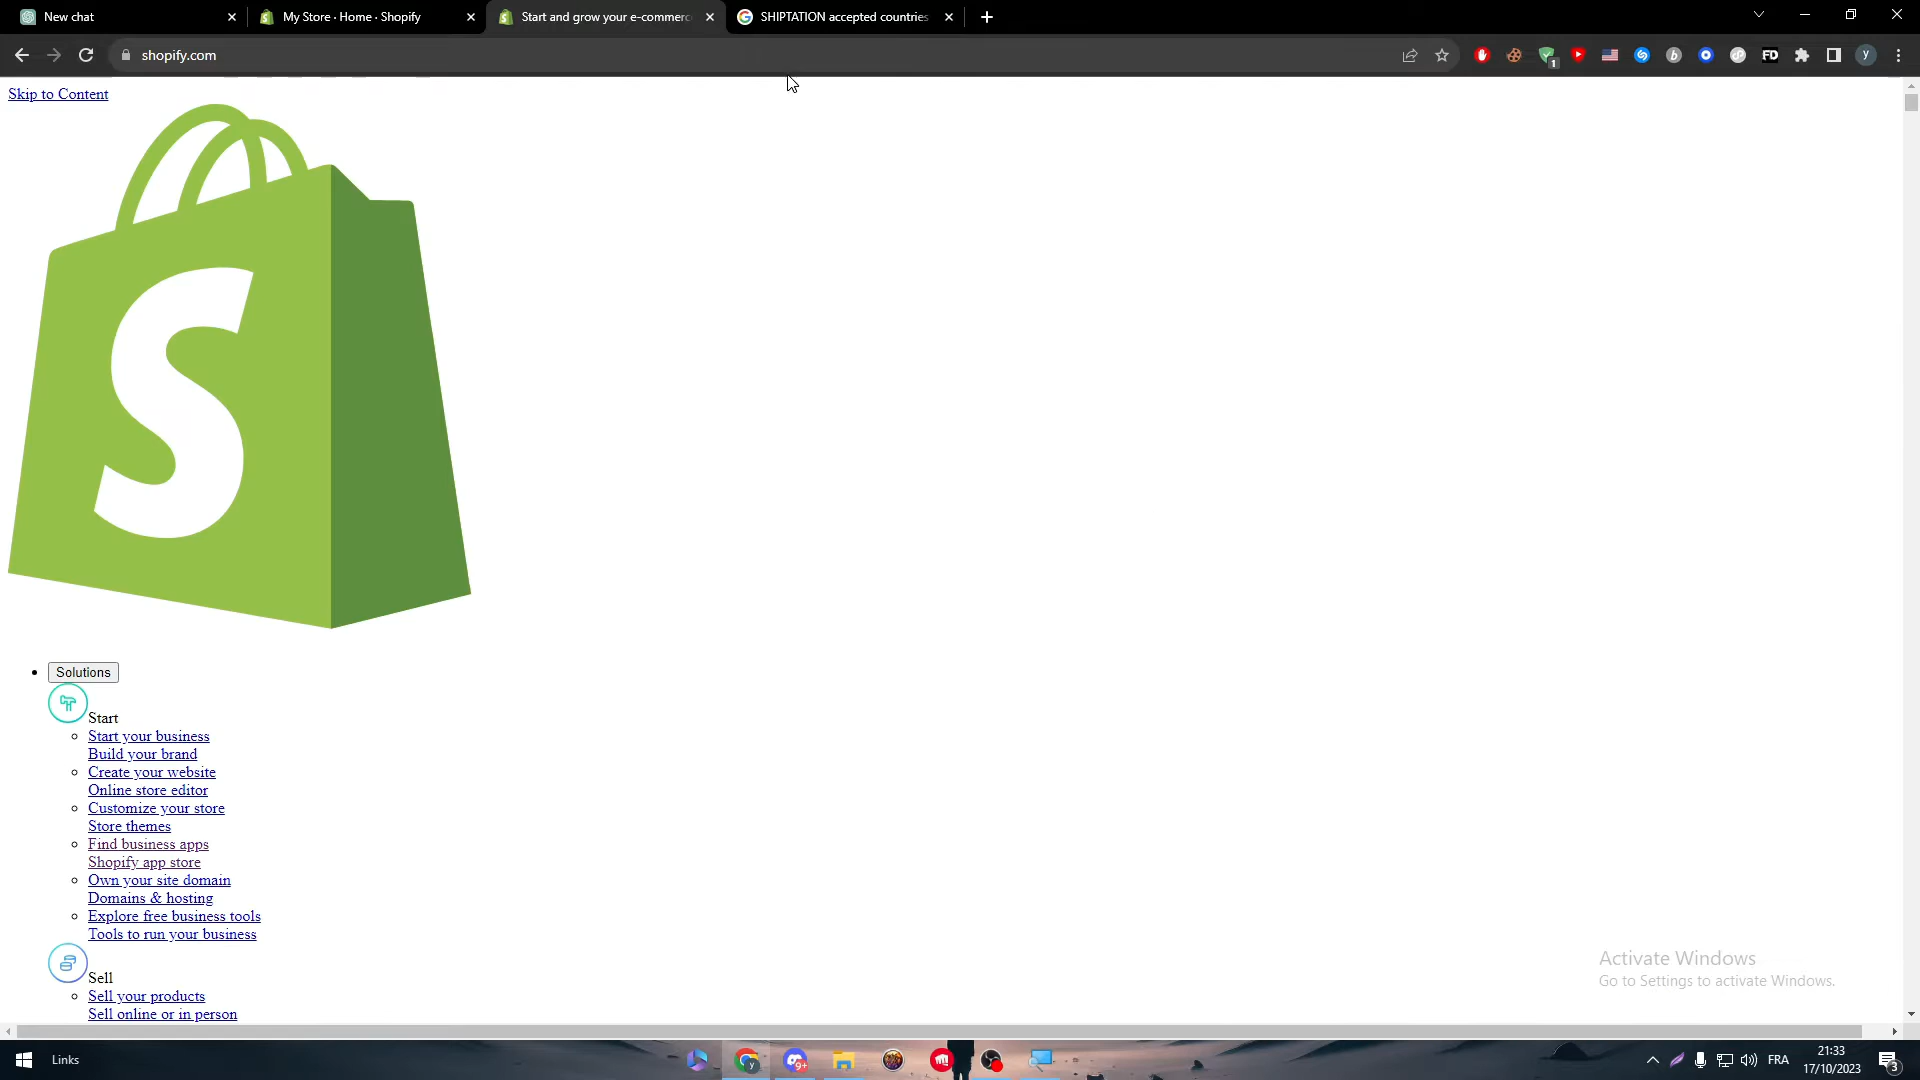 New chat
My Store · Home · Shopify
Start and grow your e-commerc
SHIPTATION accepted countries
shopify.com
1
b
FD
y
Skip to Content
S
Solutions
Start
Start your business
Build your brand
Create your website
Online store editor
Customize your store
Store themes
Find business apps
Shopify app store
Own your site domain
Domains & hosting
Explore free business tools
Tools to run your business
Sell
Sell your products
Sell online or in person
Activate Windows
Go to Settings to activate Windows.
Links
9+
FRA
21:33
17/10/2023
3